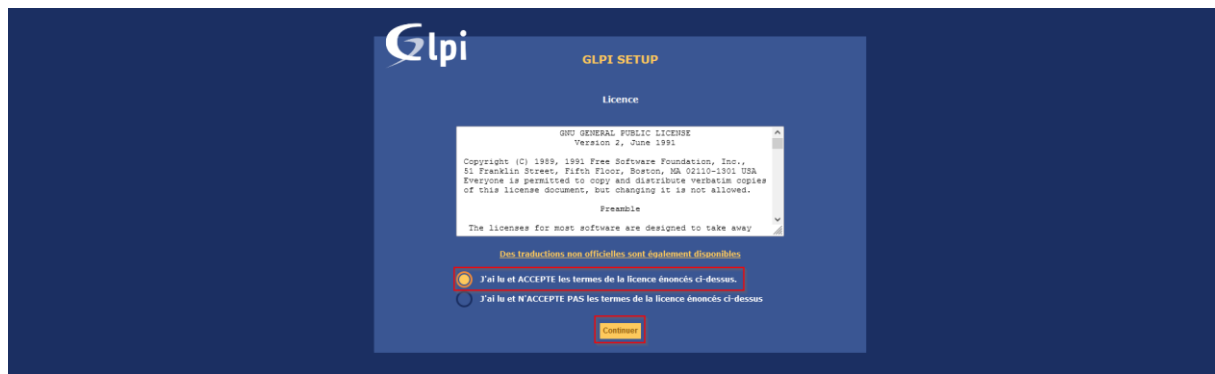 Glpi
GLPI SETUP
Licence
GNU GENERAL PUBLIC LICENSE
Version 2, June 1991
Copyright (C) 1989, 1991 Free Software Foundation, Inc.,
51 Franklin Street, Fifth Floor, Boston, MA 02110-1301 USA
Everyone is permitted to copy and distribute verbatim copies
of this license document, but changing it is not allowed.
Preamble
The licenses for most software are designed to take away
Des traductions non officielles sont également disponibles
J'ai lu et ACCEPTE les termes de la licence énoncés ci-dessus.
J'ai lu et N'ACCEPTE PAS les termes de la licence énoncés ci-dessus
Continuer